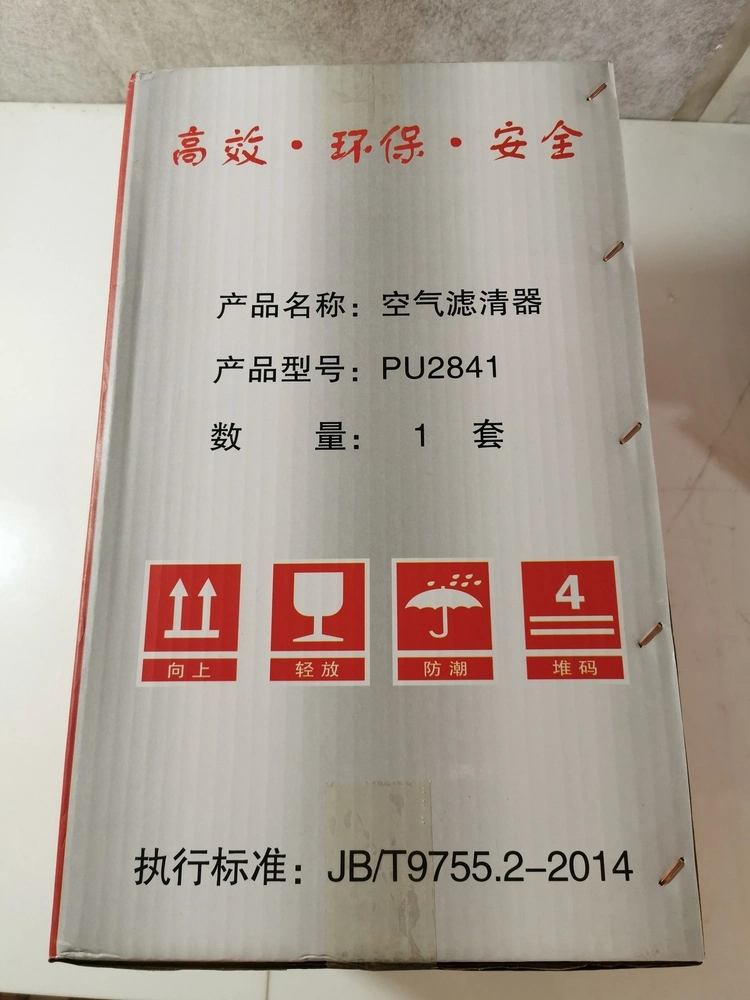 高效·环保·安全
产品名称：空气滤清器
产品型号：PU2841
数 量： 1 套
4
向上 轻放 防潮 堆码
执行标准：JB/T9755.2-2014